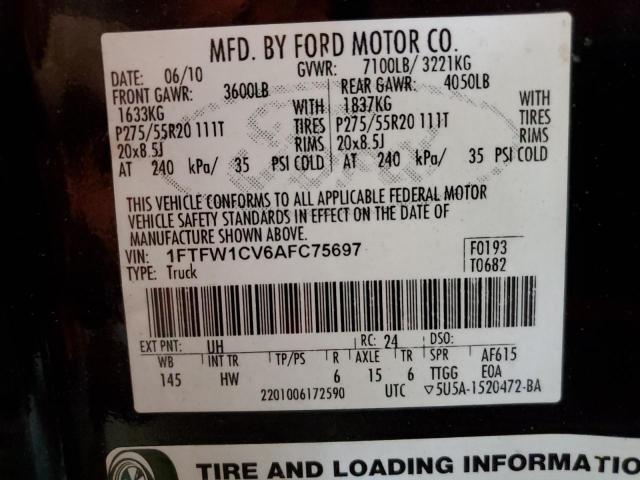 MFD. BY FORD MOTOR CO.
DATE: 06/10 GVWR: 7100LB/ 3221KG
FRONT GAWR: 3600LB REAR GAWR: 4050LB
1633KG WITH 1837KG WITH
P275/55R20 111T TIRES P275/55R20 111T TIRES
20x8.5J RIMS 20x8.5J RIMS
AT 240 kPa/ 35 PSI COLD AT 240 kPa/ 35 PSI COLD
THIS VEHICLE CONFORMS TO ALL APPLICABLE FEDERAL MOTOR
VEHICLE SAFETY STANDARDS IN EFFECT ON THE DATE OF
MANUFACTURE SHOWN ABOVE.
VIN: 1FTFW1CV6AFC75697 F0193
TYPE: Truck T0682
EXT PNT: UH RC: 24 DSO:
WB INT TR TP/PS R AXLE TR SPR AF615
145 HW 6 15 6 TTGG E0A
2201006172590 UTC ▽5U5A-1520472-BA
TIRE AND LOADING INFORMATION